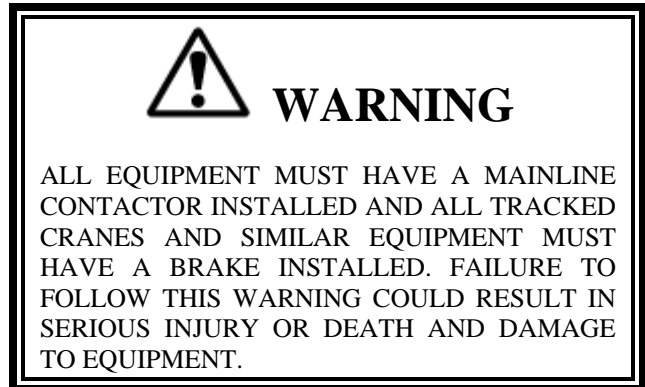 WARNING
ALL EQUIPMENT MUST HAVE A MAINLINE
CONTACTOR INSTALLED AND ALL TRACKED
CRANES AND SIMILAR EQUIPMENT MUST
HAVE A BRAKE INSTALLED. FAILURE TO
FOLLOW THIS WARNING COULD RESULT IN
SERIOUS INJURY OR DEATH AND DAMAGE
TO EQUIPMENT.